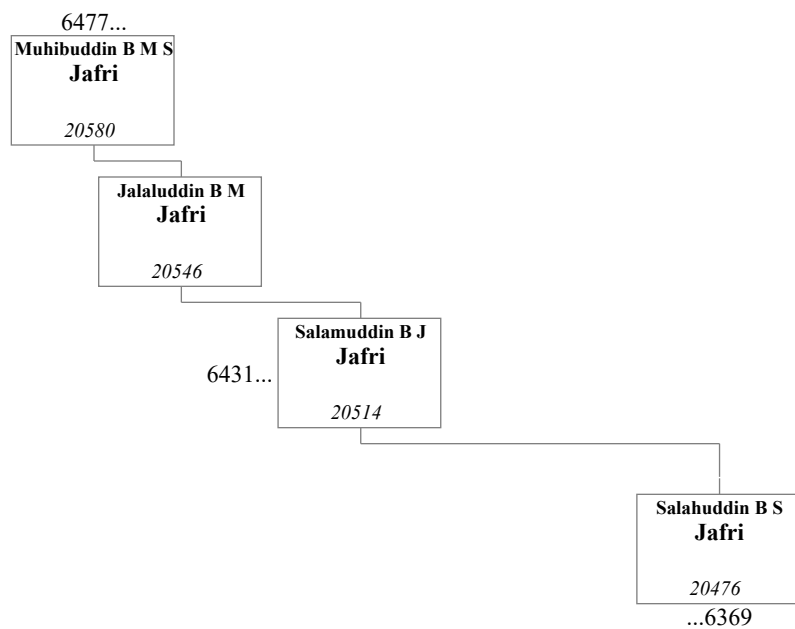 6477...
Muhibuddin B M S
Jafri
20580
Jalaluddin B M
Jafri
20546
Salamuddin B J
Jafri
6431...
20514
Salahuddin B S
Jafri
20476
...6369